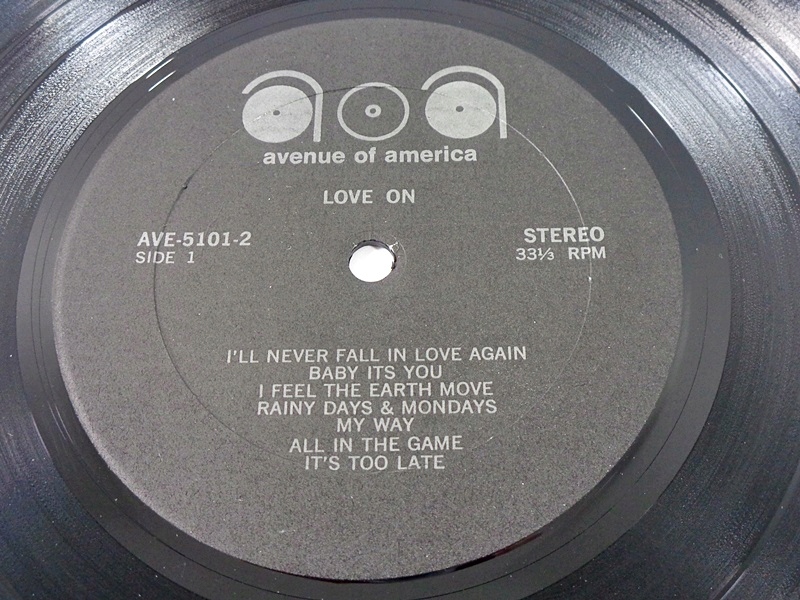 aoa
avenue of america
LOVE ON
AVE-5101-2
SIDE 1
STEREO
33⅓ RPM
I'LL NEVER FALL IN LOVE AGAIN
BABY ITS YOU
I FEEL THE EARTH MOVE
RAINY DAYS & MONDAYS
MY WAY
ALL IN THE GAME
IT'S TOO LATE